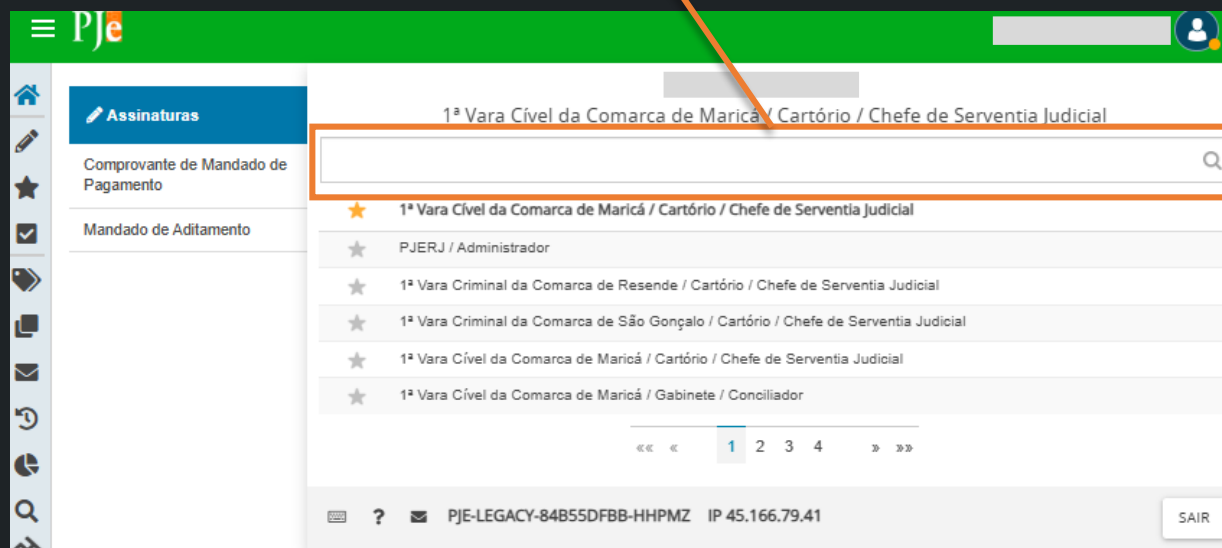 PJe
Assinaturas
Comprovante de Mandado de
Pagamento
Mandado de Aditamento
1ª Vara Cível da Comarca de Maricá / Cartório / Chefe de Serventia Judicial
1ª Vara Cível da Comarca de Maricá / Cartório / Chefe de Serventia Judicial
PJERJ / Administrador
1ª Vara Criminal da Comarca de Resende / Cartório / Chefe de Serventia Judicial
1ª Vara Criminal da Comarca de São Gonçalo / Cartório / Chefe de Serventia Judicial
1ª Vara Cível da Comarca de Maricá / Cartório / Chefe de Serventia Judicial
1ª Vara Cível da Comarca de Maricá / Gabinete / Conciliador
«« « 1 2 3 4 » »»
? PJE-LEGACY-84B55DFBB-HHPMZ IP 45.166.79.41
SAIR